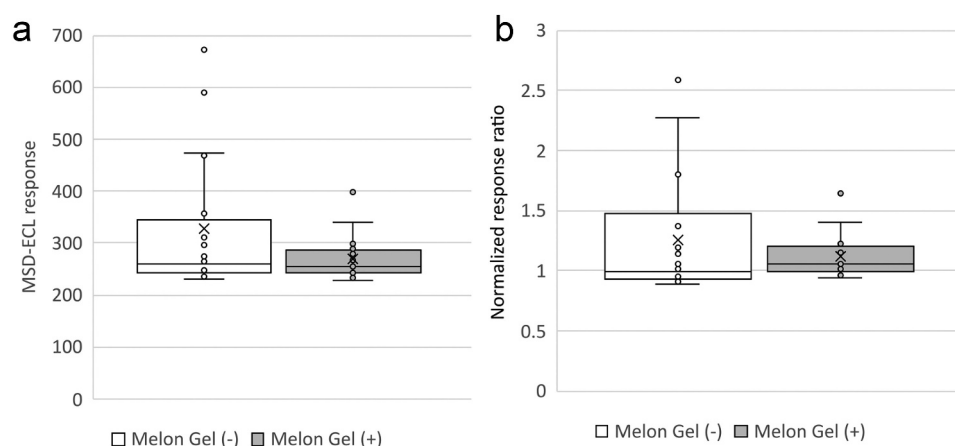 a
MSD-ECL response
700
600
500
400
300
200
100
0
Melon Gel (-) Melon Gel (+)
b
Normalized response ratio
3
2.5
2
1.5
1
0.5
0
Melon Gel (-) Melon Gel (+)